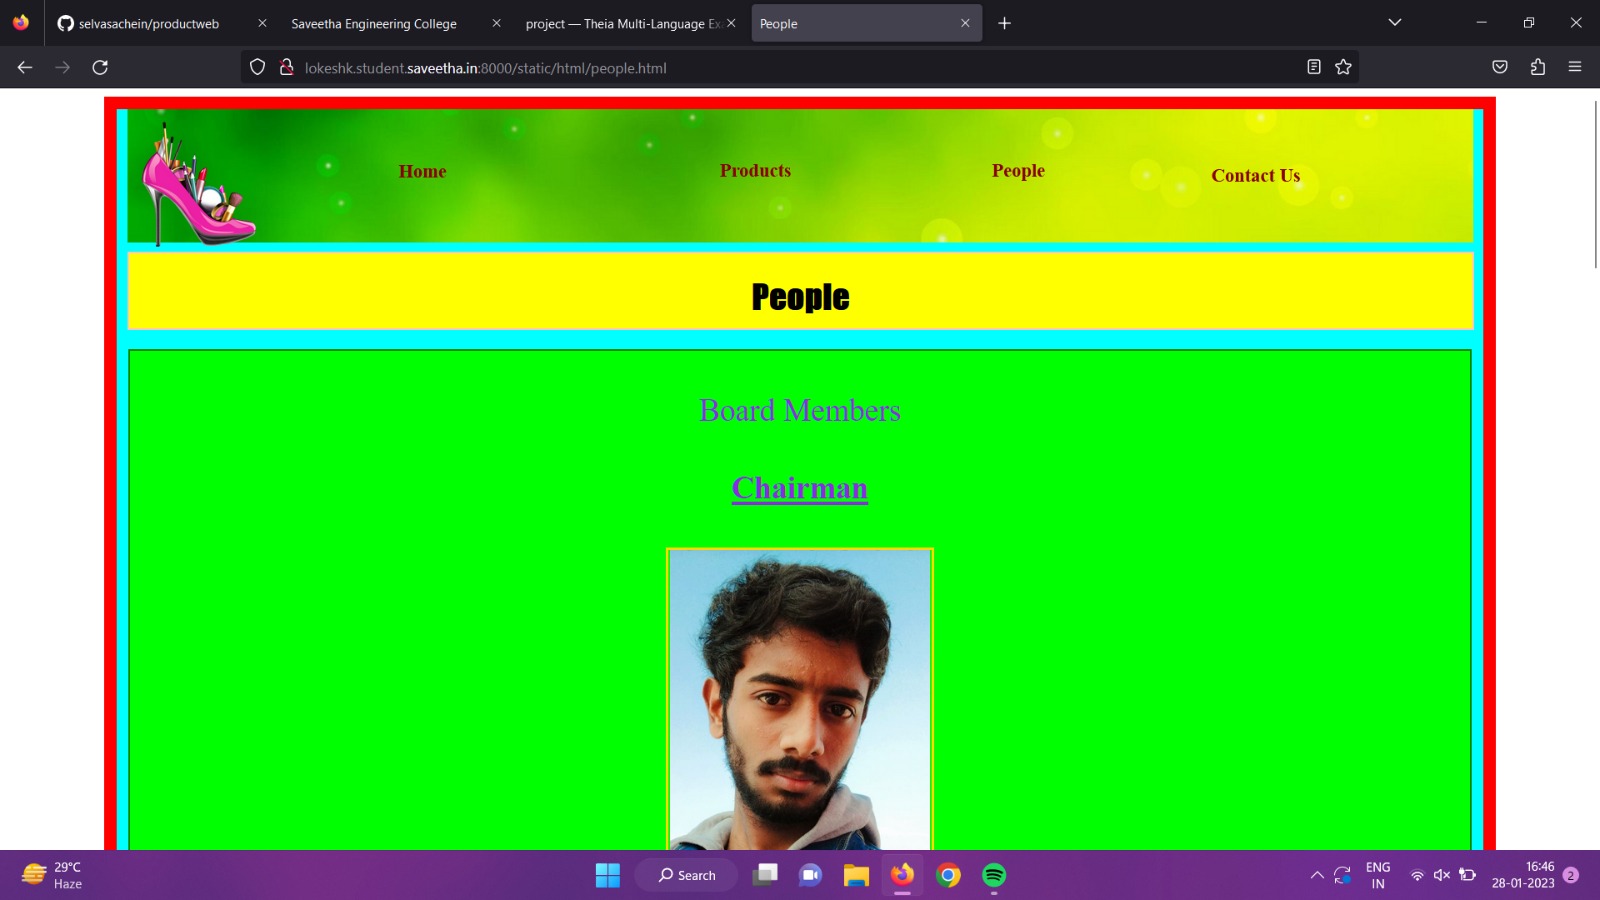 selvasachein/productweb
Saveetha Engineering College
project — Theia Multi-Language Ex
People
lokeshk.student.saveetha.in:8000/static/html/people.html
Home
Products
People
Contact Us
People
Board Members
Chairman
29°C
Haze
Search
ENG
IN
16:46
28-01-2023
2